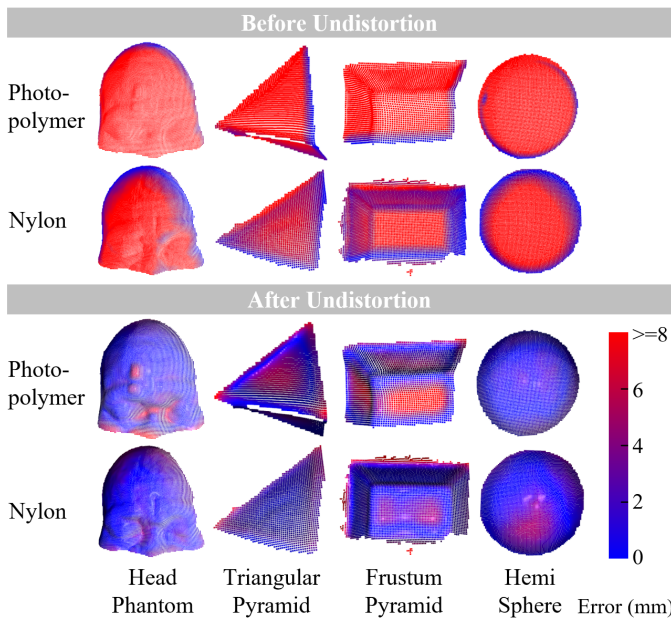 Before Undistortion
Photo-
polymer
Nylon
After Undistortion
Photo-
polymer
Nylon
>=8
6
4
2
0
Head
Phantom
Triangular
Pyramid
Frustum
Pyramid
Hemi
Sphere
Error (mm)